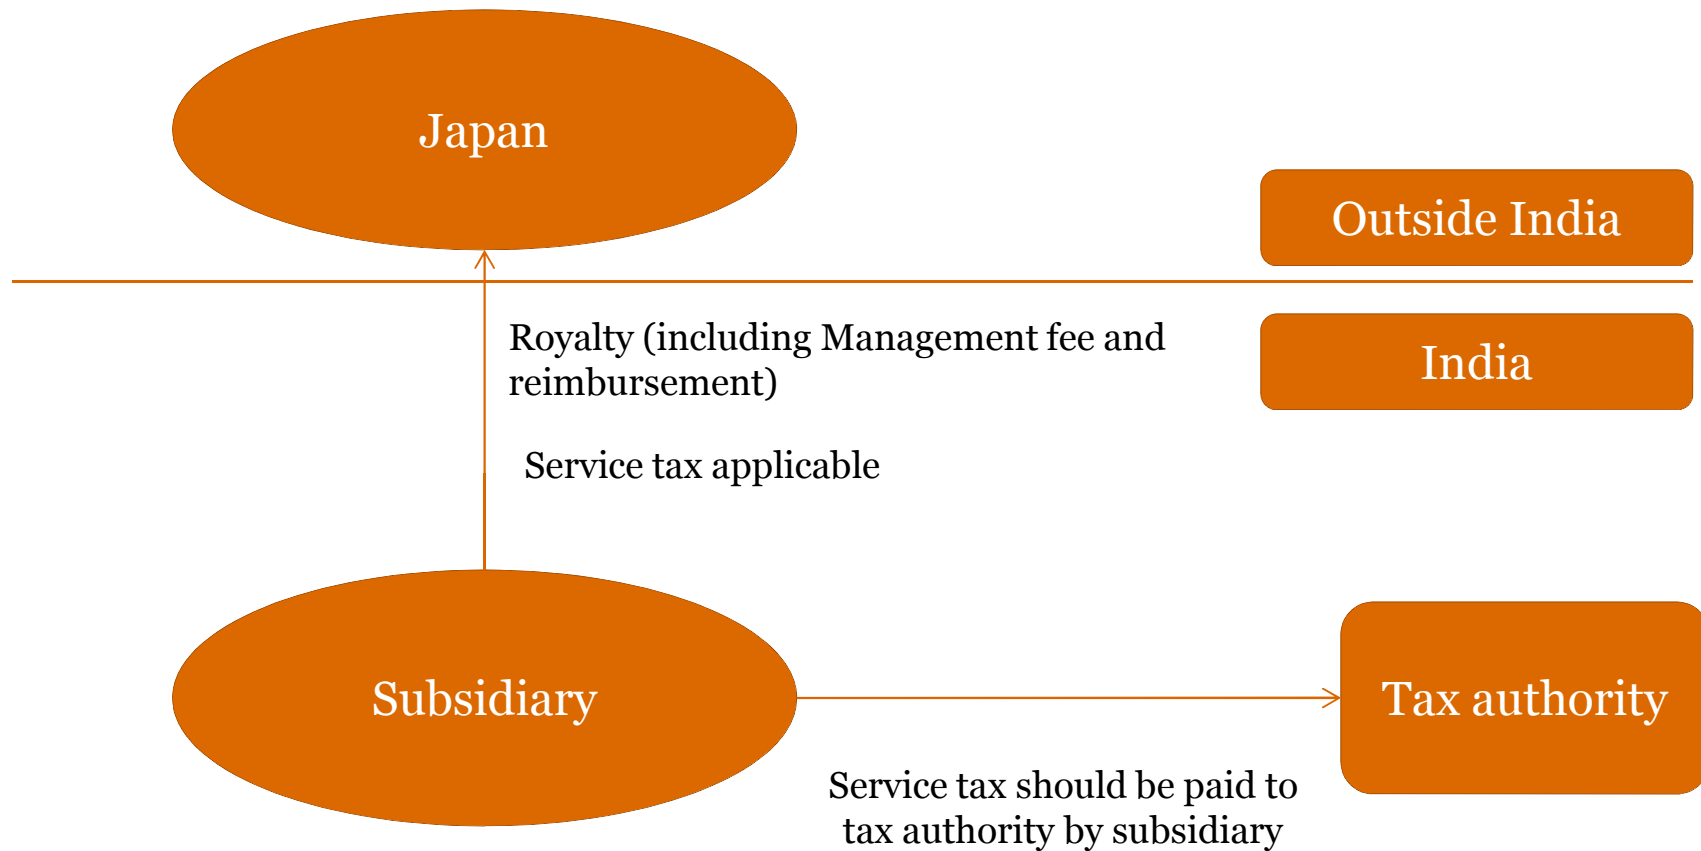 Japan
Outside India
Royalty (including Management fee and
reimbursement)
India
Service tax applicable
Subsidiary
Tax authority
Service tax should be paid to
tax authority by subsidiary